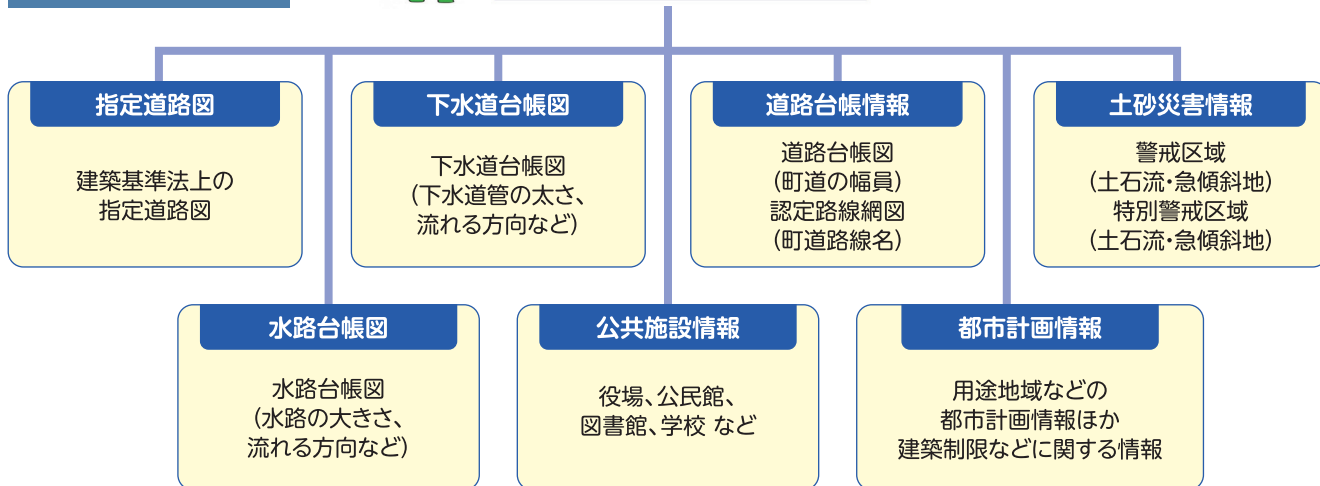 指定道路図
建築基準法上の
指定道路図
下水道台帳図
下水道台帳図
(下水道管の太さ、
流れる方向など)
道路台帳情報
道路台帳図
(町道の幅員)
認定路線網図
(町道路線名)
土砂災害情報
警戒区域
(土石流・急傾斜地)
特別警戒区域
(土石流・急傾斜地)
水路台帳図
水路台帳図
(水路の大きさ、
流れる方向など)
公共施設情報
役場、公民館、
図書館、学校 など
都市計画情報
用途地域などの
都市計画情報ほか
建築制限などに関する情報